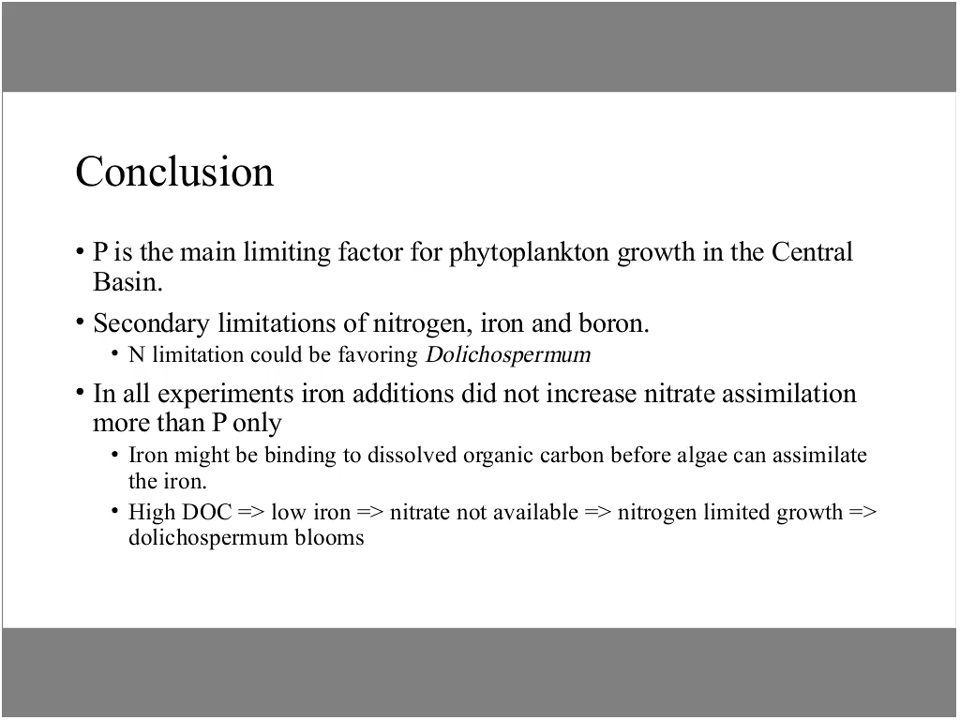 Conclusion
• P is the main limiting factor for phytoplankton growth in the Central
Basin.
• Secondary limitations of nitrogen, iron and boron.
• N limitation could be favoring Dolichospermum
• In all experiments iron additions did not increase nitrate assimilation
more than P only
• Iron might be binding to dissolved organic carbon before algae can assimilate
the iron.
• High DOC => low iron => nitrate not available => nitrogen limited growth =>
dolichospermum blooms